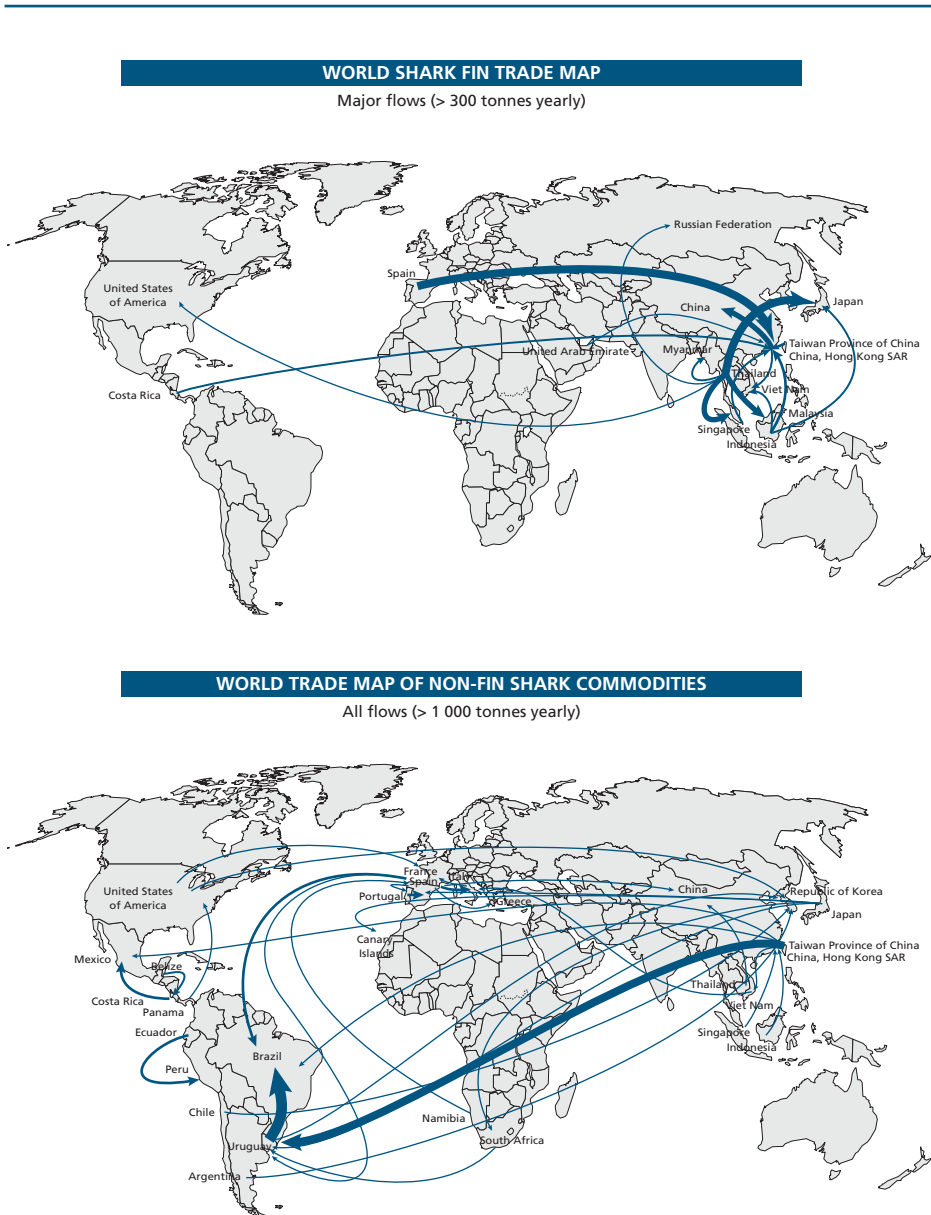 WORLD SHARK FIN TRADE MAP
Major flows (> 300 tonnes yearly)
Russian Federation
Spain
United States
of America
China
Japan
United Arab Emirate
Myanmar
Taiwan Province of China
China, Hong Kong SAR
Thailand
Costa Rica
Viet Nam
Malaysia
Singapore
Indonesia
WORLD TRADE MAP OF NON-FIN SHARK COMMODITIES
All flows (> 1 000 tonnes yearly)
France
Spain
Italy
United States
of America
Portugal
Greece
China
Republic of Korea
Japan
Canary
Islands
Mexico
Belize
Taiwan Province of China
China, Hong Kong SAR
Thailand
Costa Rica
Panama
Viet Nam
Ecuador
Singapore
Indonesia
Brazil
Peru
Chile
Namibia
Uruguay
South Africa
Argentina